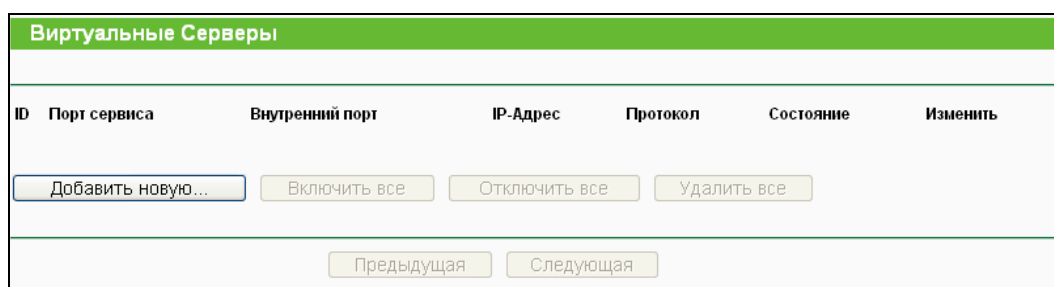 Виртуальные Серверы
ID Порт сервиса Внутренний порт IP-Адрес Протокол Состояние Изменить
Добавить новую... Включить все Отключить все Удалить все
Предыдущая Следующая